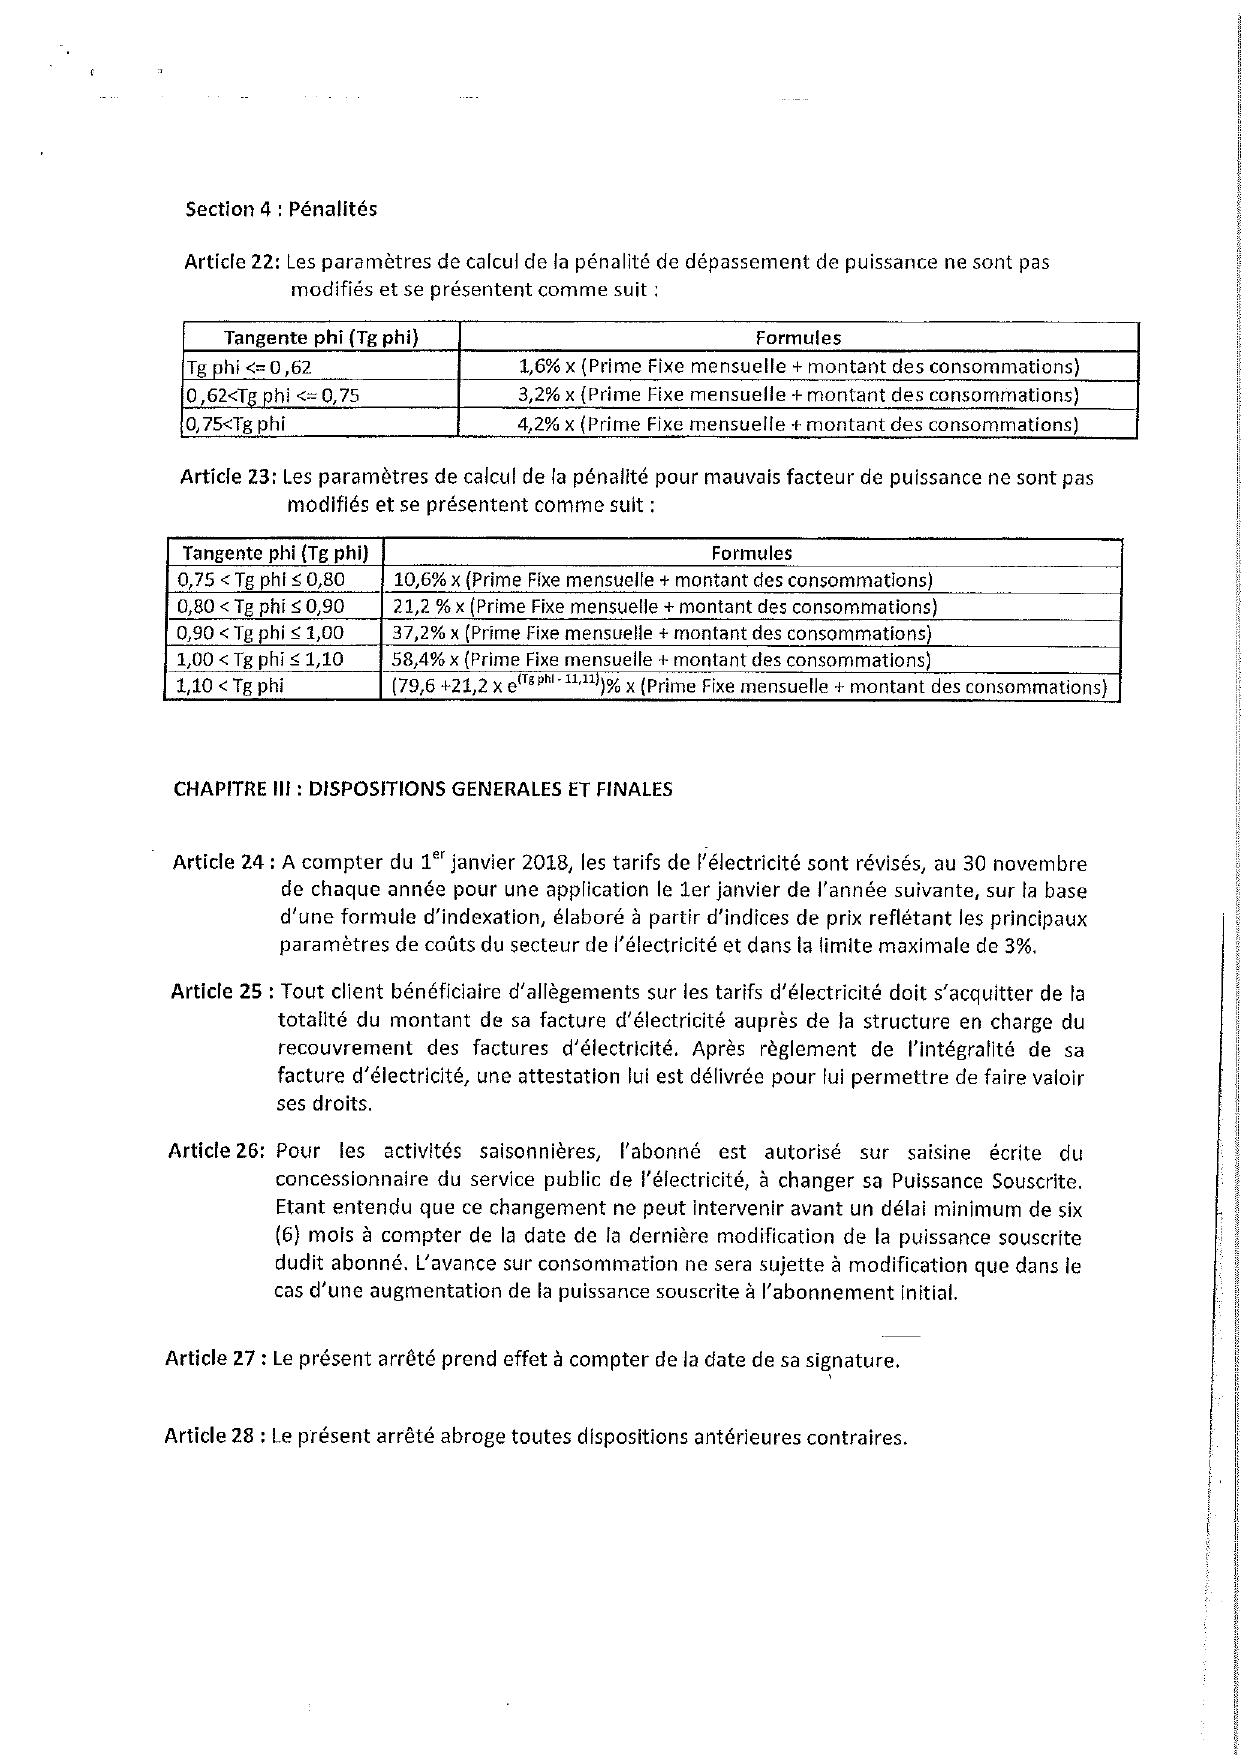 Section 4 : Pénalités
Article 22: Les paramètres de calcul de la pénalité de dépassement de puissance ne sont pas
modifiés et se présentent comme suit :
Tangente phi (Tg phi) Formules
Tg phi <= 0 ,62 1,6% x (Prime Fixe mensuelle + montant des consommations)
0 ,62<Tg phi <= 0,75 3,2% x (Prime Fixe mensuelle + montant des consommations)
0,75<Tg phi 4,2% x (Prime Fixe mensuelle + montant des consommations)
Article 23: Les paramètres de calcul de la pénalité pour mauvais facteur de puissance ne sont pas
modifiés et se présentent comme suit :
Tangente phi (Tg phi) Formules
0,75 < Tg phi ≤ 0,80 10,6% x (Prime Fixe mensuelle + montant des consommations)
0,80 < Tg phi ≤ 0,90 21,2 % x (Prime Fixe mensuelle + montant des consommations)
0,90 < Tg phi ≤ 1,00 37,2% x (Prime Fixe mensuelle + montant des consommations)
1,00 < Tg phi ≤ 1,10 58,4% x (Prime Fixe mensuelle + montant des consommations)
1,10 < Tg phi (79,6 +21,2 x e(Tg phi - 11,11))% x (Prime Fixe mensuelle + montant des consommations)
CHAPITRE III : DISPOSITIONS GENERALES ET FINALES
Article 24 : A compter du 1er janvier 2018, les tarifs de l'électricité sont révisés, au 30 novembre
de chaque année pour une application le 1er janvier de l'année suivante, sur la base
d'une formule d'indexation, élaboré à partir d'indices de prix reflétant les principaux
paramètres de coûts du secteur de l'électricité et dans la limite maximale de 3%.
Article 25 : Tout client bénéficiaire d'allègements sur les tarifs d'électricité doit s'acquitter de la
totalité du montant de sa facture d'électricité auprès de la structure en charge du
recouvrement des factures d'électricité. Après règlement de l'intégralité de sa
facture d'électricité, une attestation lui est délivrée pour lui permettre de faire valoir
ses droits.
Article 26: Pour les activités saisonnières, l'abonné est autorisé sur saisine écrite du
concessionnaire du service public de l'électricité, à changer sa Puissance Souscrite.
Etant entendu que ce changement ne peut intervenir avant un délai minimum de six
(6) mois à compter de la date de la dernière modification de la puissance souscrite
dudit abonné. L'avance sur consommation ne sera sujette à modification que dans le
cas d'une augmentation de la puissance souscrite à l'abonnement initial.
Article 27 : Le présent arrêté prend effet à compter de la date de sa signature.
Article 28 : Le présent arrêté abroge toutes dispositions antérieures contraires.